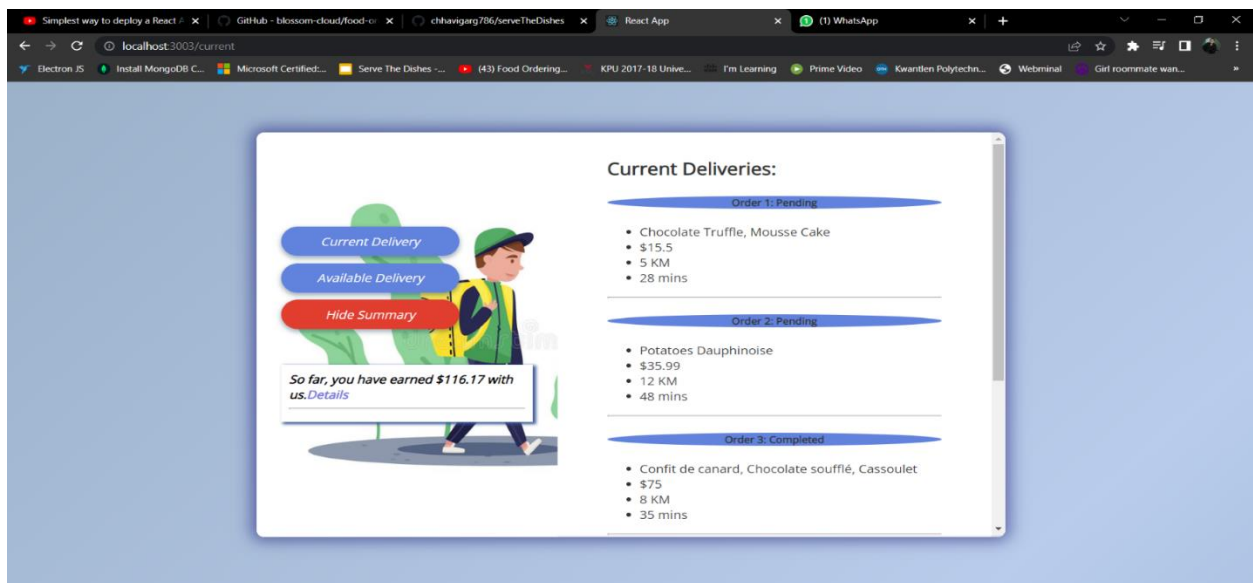 Simplest way to deploy a React A
GitHub - blossom-cloud/food-or
chhavigarg786/serveTheDishes
React App
(1) WhatsApp
localhost:3003/current
Electron JS
Install MongoDB C...
Microsoft Certified:...
Serve The Dishes -...
(43) Food Ordering...
KPU 2017-18 Unive...
I'm Learning
Prime Video
Kwantlen Polytechn...
Webminal
Girl roommate wan...
Current Delivery
Available Delivery
Hide Summary
So far, you have earned $116.17 with
us.Details
Current Deliveries:
Order 1: Pending
• Chocolate Truffle, Mousse Cake
• $15.5
• 5 KM
• 28 mins
Order 2: Pending
• Potatoes Dauphinoise
• $35.99
• 12 KM
• 48 mins
Order 3: Completed
• Confit de canard, Chocolate soufflé, Cassoulet
• $75
• 8 KM
• 35 mins